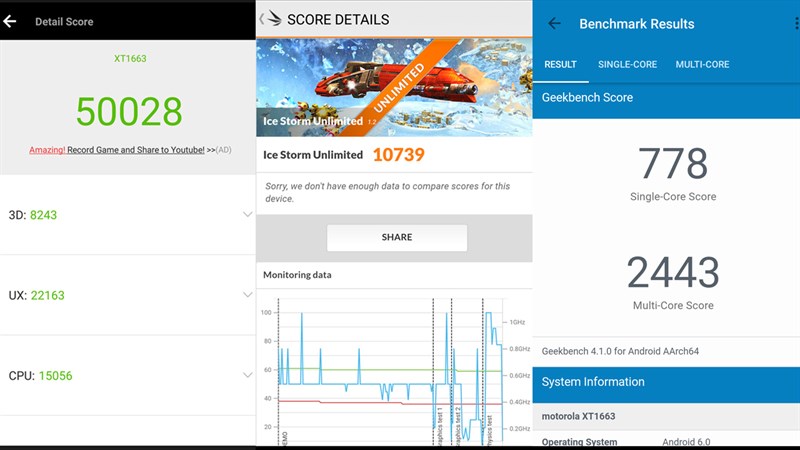 Detail Score
XT1663
50028
Amazing! Record Game and Share to Youtube! >>(AD)
3D: 8243
UX: 22163
CPU: 15056
SCORE DETAILS
UNLIMITED
Ice Storm Unlimited 1.2
Ice Storm Unlimited 10739
Sorry, we don't have enough data to compare scores for this
device.
SHARE
Monitoring data
100
80
60
40
20
1GHz
0.8GHz
0.6GHz
0.4GHz
0.2GHz
DEMO
Graphics test 1
Graphics test 2
Physics test
Benchmark Results
RESULT SINGLE-CORE MULTI-CORE
Geekbench Score
778
Single-Core Score
2443
Multi-Core Score
Geekbench 4.1.0 for Android AArch64
System Information
motorola XT1663
Operating System Android 6.0